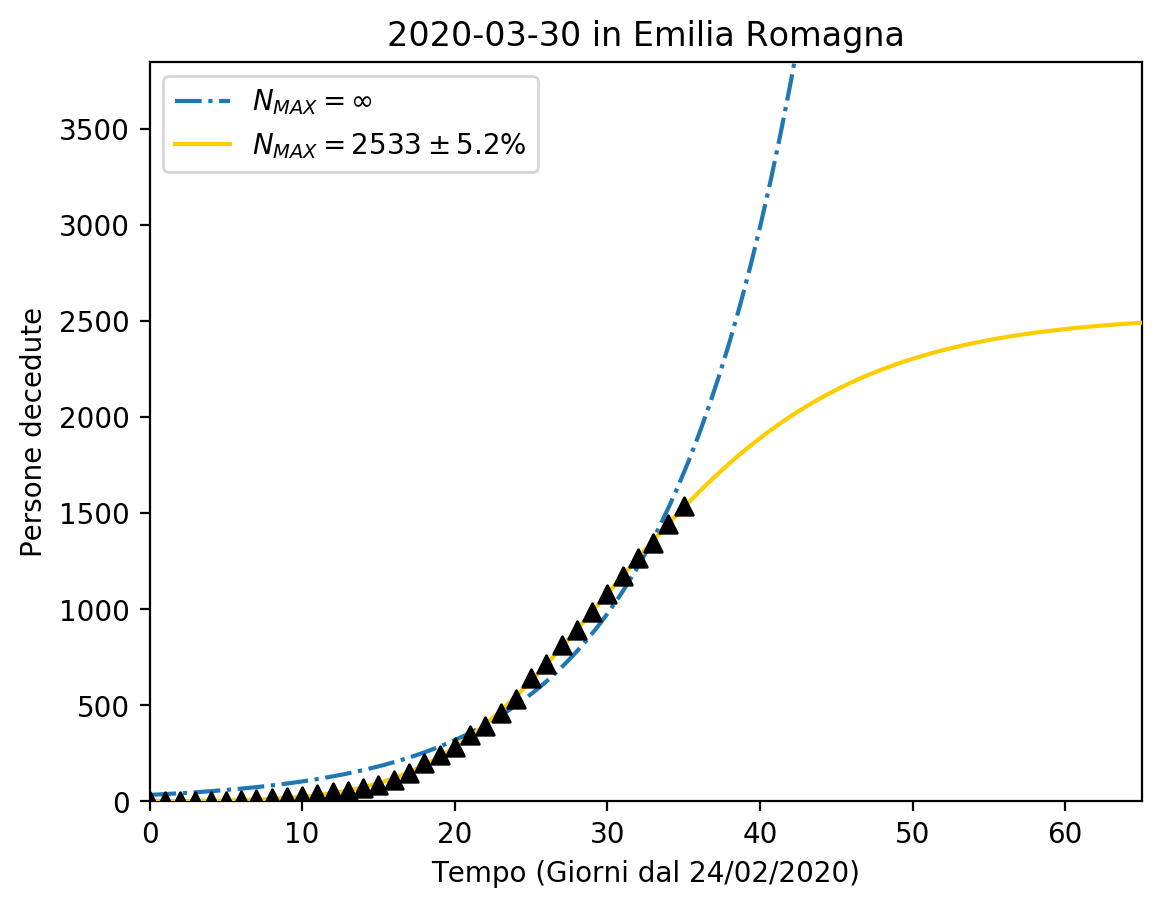 2020-03-30 in Emilia Romagna
N_MAX = ∞
N_MAX = 2533 ± 5.2%
3500
3000
2500
2000
1500
1000
500
0
Persone decedute
0 10 20 30 40 50 60
Tempo (Giorni dal 24/02/2020)